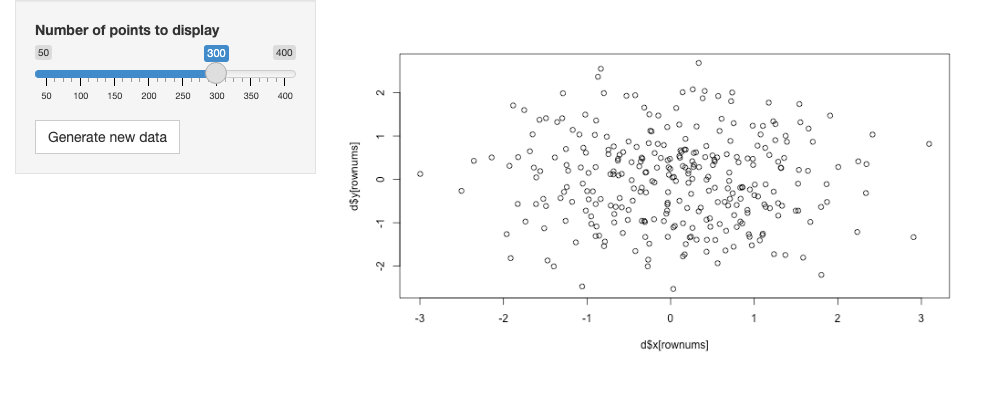 Number of points to display
50 300 400
50 100 150 200 250 300 350 400
Generate new data
2
1
0
-1
-2
d$y[rownums]
-3 -2 -1 0 1 2 3
d$x[rownums]